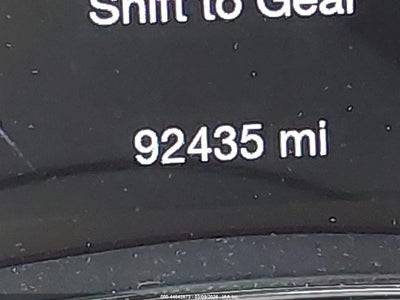 Shift to Gear
92435 mi